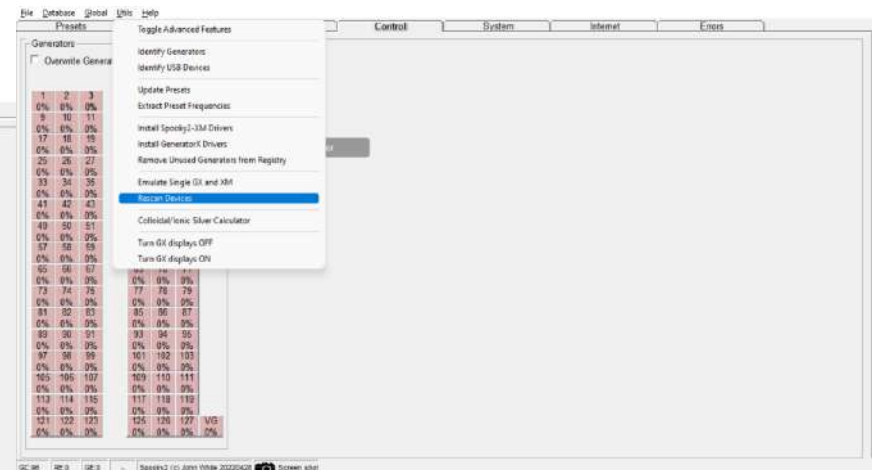 File Database Global Utils Help
Presets Control System Internet Errors
Generators
Overwrite Genera
Toggle Advanced Features
Identify Generators
Identify USB Devices
Update Presets
Extract Preset Frequencies
Install Spooky2-XM Drivers
Install GeneratorX Drivers
Remove Unused Generators from Registry
Emulate Single GX and XM
Rescan Devices
Colloidal/Ionic Silver Calculator
Turn GX displays OFF
Turn GX displays ON
1 2 3
0% 0% 0%
9 10 11
0% 0% 0%
17 18 19
0% 0% 0%
25 26 27
0% 0% 0%
33 34 35
0% 0% 0%
41 42 43
0% 0% 0%
49 50 51
0% 0% 0%
57 58 59
0% 0% 0%
65 66 67
0% 0% 0% 0% 0% 0%
73 74 75 77 78 79
0% 0% 0% 0% 0% 0%
81 82 83 85 86 87
0% 0% 0% 0% 0% 0%
89 90 91 93 94 95
0% 0% 0% 0% 0% 0%
97 98 99 101 102 103
0% 0% 0% 0% 0% 0%
105 106 107 109 110 111
0% 0% 0% 0% 0% 0%
113 114 115 117 118 119
0% 0% 0% 0% 0% 0%
121 122 123 125 126 127 VG
0% 0% 0% 0% 0% 0% 0%
Spooky2 (c) John White 20220428 Screen shot